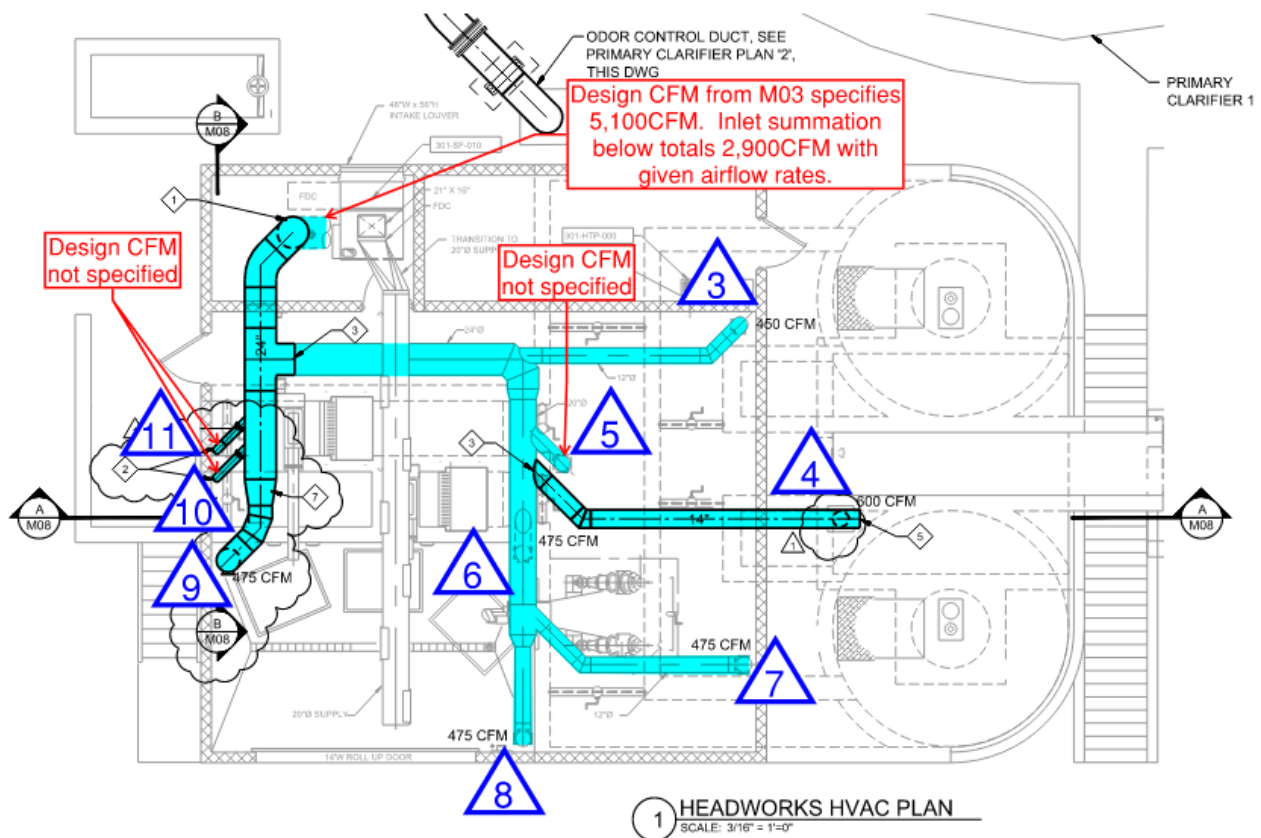 ODOR CONTROL DUCT, SEE
PRIMARY CLARIFIER PLAN '2',
THIS DWG
PRIMARY
CLARIFIER 1
Design CFM from M03 specifies
5,100CFM. Inlet summation
below totals 2,900CFM with
given airflow rates.
48"W x 56"H
INTAKE LOUVER
B
M08
301-SF-010
21" X 16"
FDC
FDC
1
TRANSITION TO
20"Ø SUPPLY
Design CFM
not specified
301-HTP-000
Design CFM
not specified
3
450 CFM
24"Ø
3
24"
12"Ø
20"Ø
11
5
2
3
4
10
7
600 CFM
A
M08
14"
5
A
M08
475 CFM
1
6
9
475 CFM
B
M08
475 CFM
7
20"Ø SUPPLY
12"Ø
475 CFM
14'W ROLL UP DOOR
8
1
HEADWORKS HVAC PLAN
SCALE: 3/16" = 1'=0"